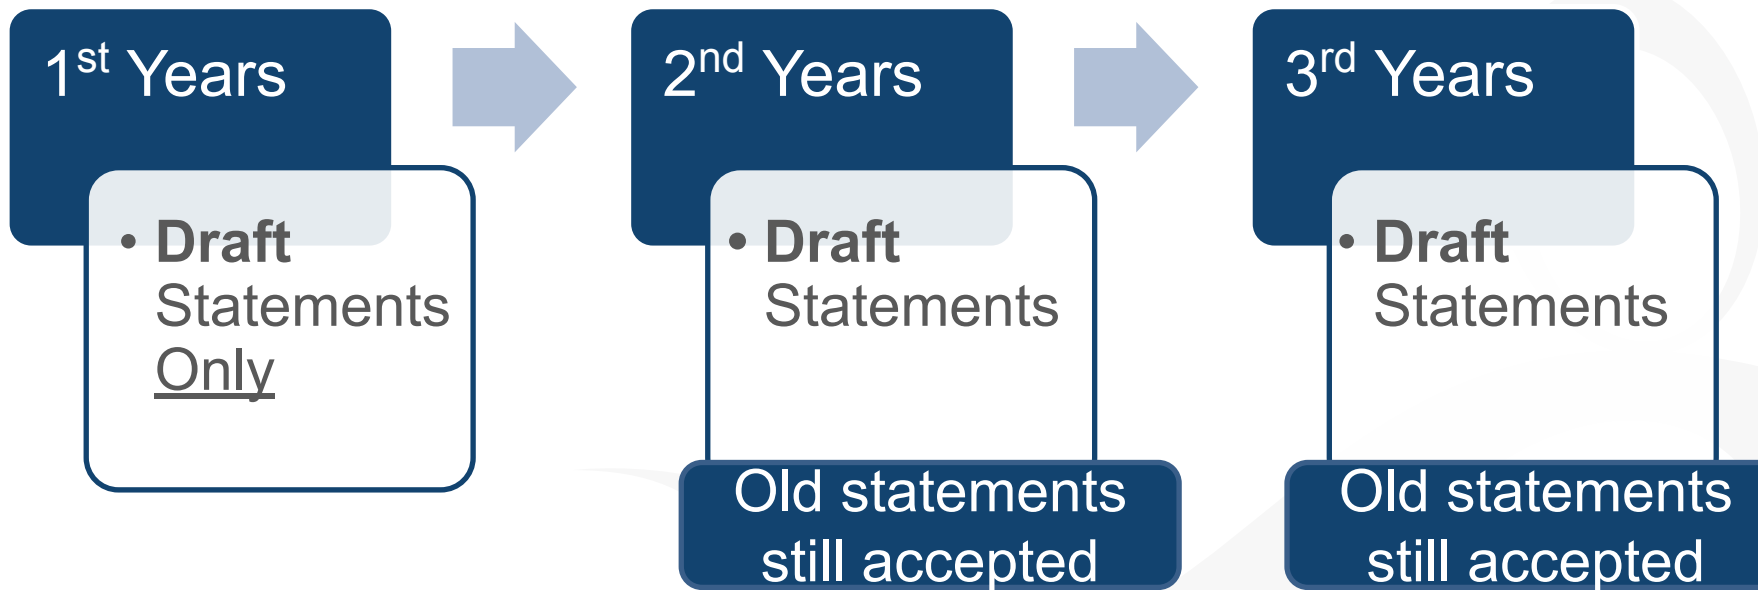 1st Years
• Draft
Statements
Only
2nd Years
• Draft
Statements
Old statements
still accepted
3rd Years
• Draft
Statements
Old statements
still accepted